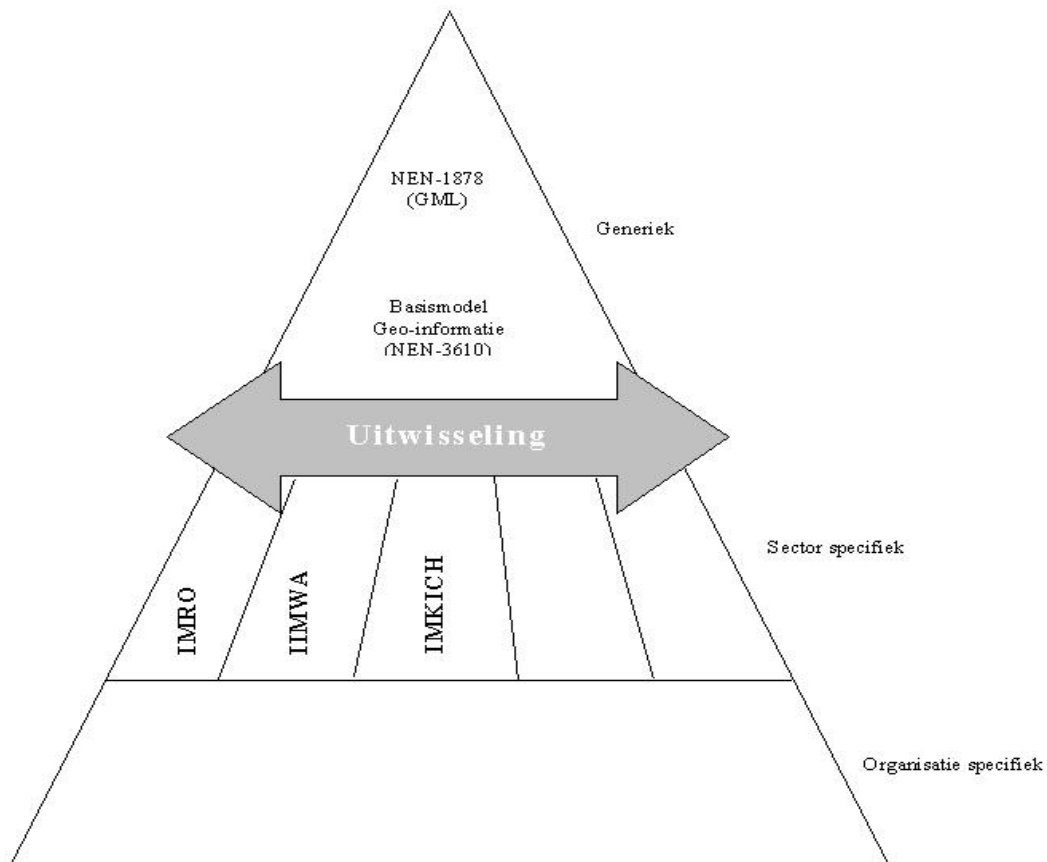 NEN-1878
(GML)
Generiek
Basismodel
Geo-informatie
(NEN-3610)
Uitwisseling
Sector specifiek
IMRO
IIMWA
IMKICH
Organisatie specifiek